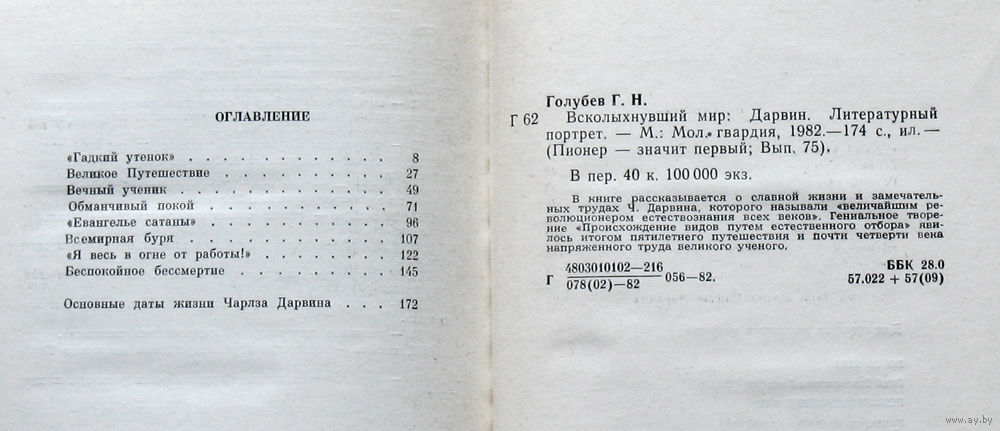 ОГЛАВЛЕНИЕ
«Гадкий утенок» . . . . . . . . . . . . 8
Великое Путешествие . . . . . . . . . . 27
Вечный ученик . . . . . . . . . . . . 49
Обманчивый покой . . . . . . . . . . . 71
«Евангелье сатаны» . . . . . . . . . . . 96
Всемирная буря . . . . . . . . . . . . 107
«Я весь в огне от работы!» . . . . . . . . 122
Беспокойное бессмертие . . . . . . . . . 145
Основные даты жизни Чарлза Дарвина . . . 172
Голубев Г. Н.
Г 62 Всколыхнувший мир: Дарвин. Литературный
портрет. — М.: Мол. гвардия, 1982.—174 с., ил.—
(Пионер — значит первый; Вып. 75).
В пер. 40 к. 100 000 экз.
В книге рассказывается о славной жизни и замечатель-
ных трудах Ч. Дарвина, которого называли «величайшим ре-
волюционером естествознания всех веков». Гениальное творе-
ние «Происхождение видов путем естественного отбора» яви-
лось итогом пятилетнего путешествия и почти четверти века
напряженного труда великого ученого.
Г 4803010102—216 056—82.
078(02)—82
ББК 28.0
57.022 + 57(09)
www.ay.by